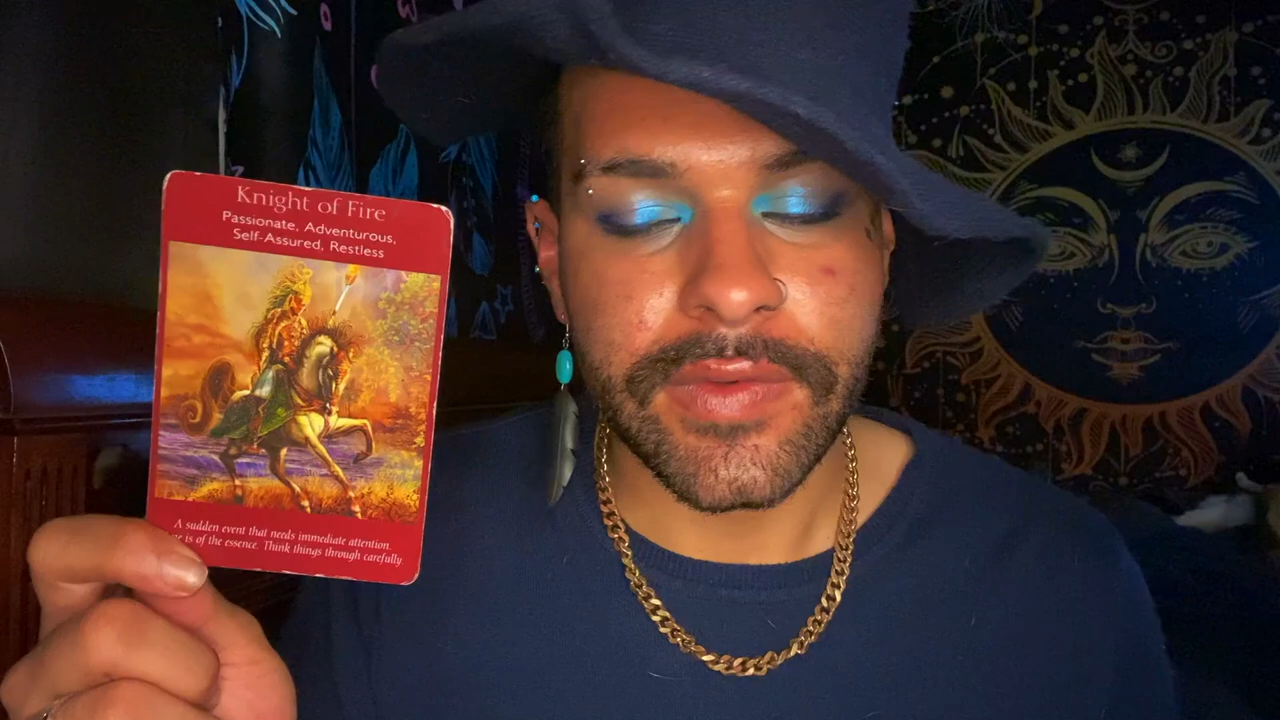 Knight of Fire
Passionate, Adventurous,
Self-Assured, Restless
A sudden event that needs immediate attention.
is of the essence. Think things through carefully.